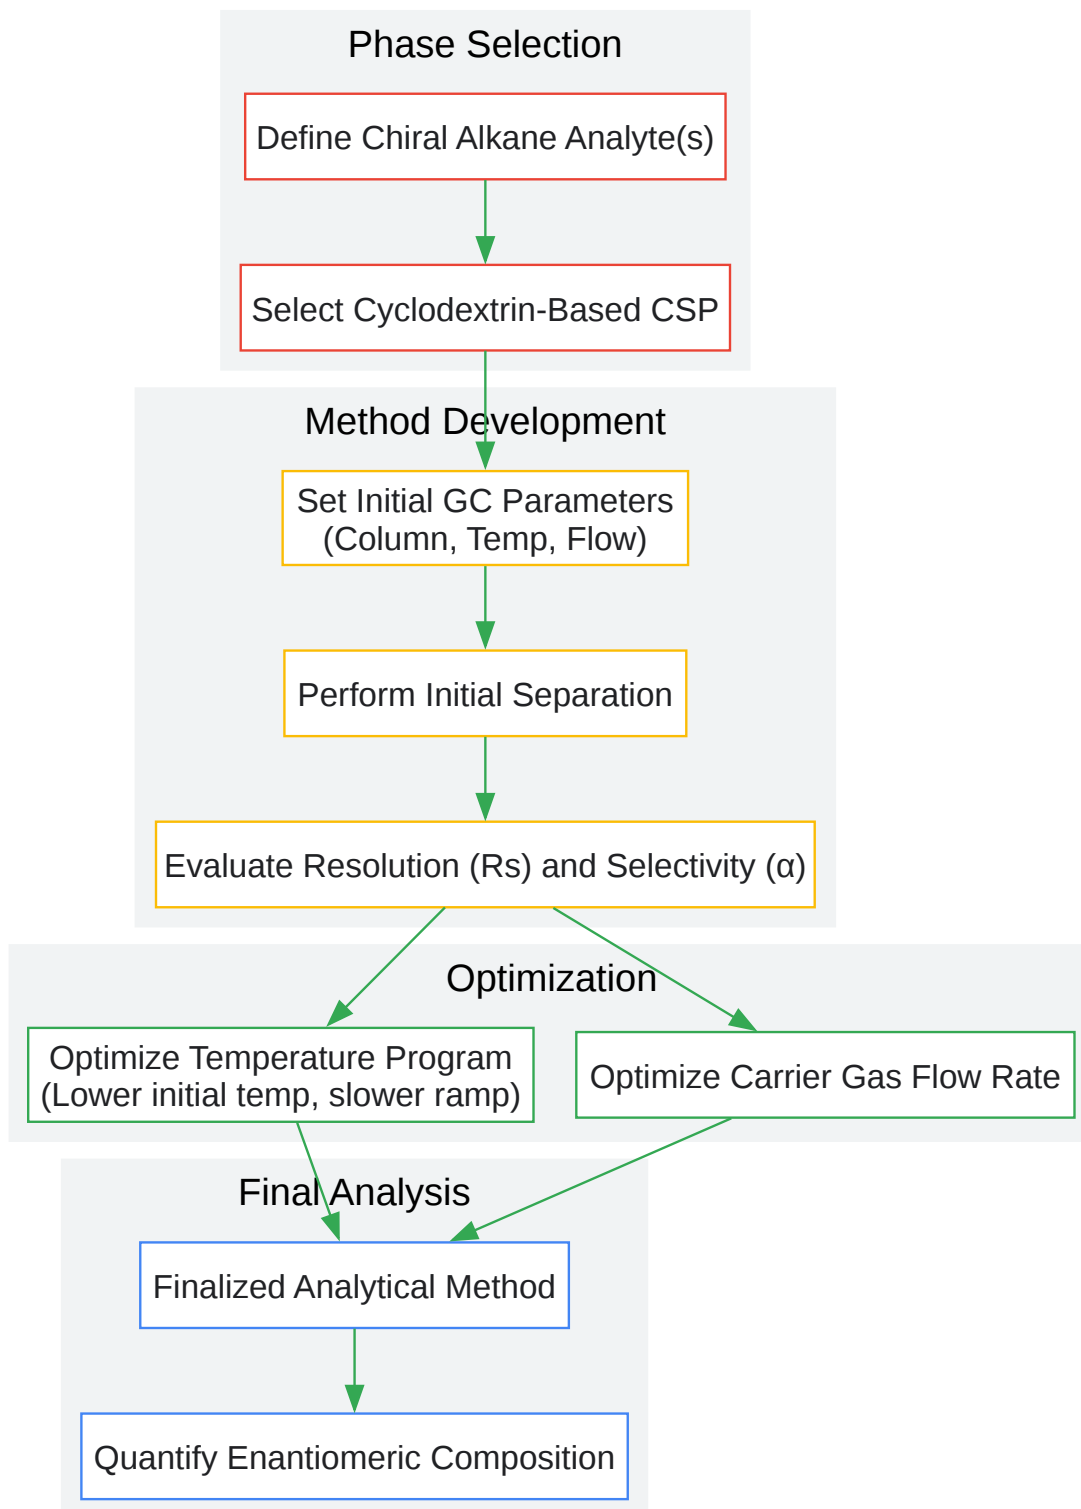 Phase Selection
Define Chiral Alkane Analyte(s)
Select Cyclodextrin-Based CSP
Method Development
Set Initial GC Parameters
(Column, Temp, Flow)
Perform Initial Separation
Evaluate Resolution (Rs) and Selectivity (α)
Optimization
Optimize Temperature Program
(Lower initial temp, slower ramp)
Optimize Carrier Gas Flow Rate
Final Analysis
Finalized Analytical Method
Quantify Enantiomeric Composition